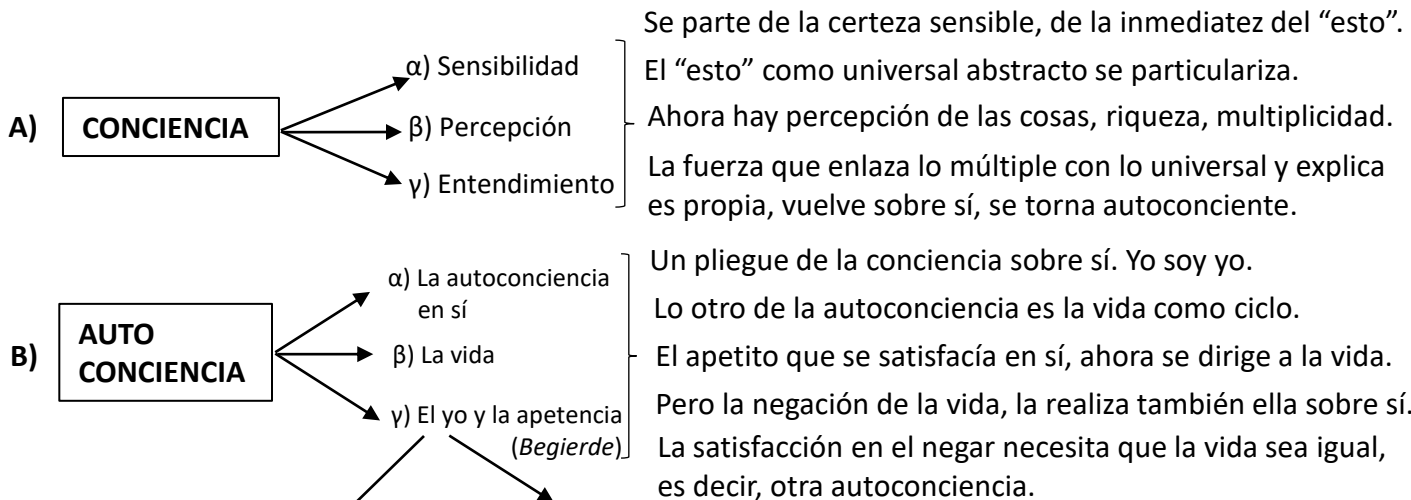 Se parte de la certeza sensible, de la inmediatez del “esto”.
α) Sensibilidad
El “esto” como universal abstracto se particulariza.
A)
CONCIENCIA
β) Percepción
Ahora hay percepción de las cosas, riqueza, multiplicidad.
γ) Entendimiento
La fuerza que enlaza lo múltiple con lo universal y explica
es propia, vuelve sobre sí, se torna autoconciente.
B)
AUTO
CONCIENCIA
α) La autoconciencia
en sí
β) La vida
γ) El yo y la apetencia
(Begierde)
Un pliegue de la conciencia sobre sí. Yo soy yo.
Lo otro de la autoconciencia es la vida como ciclo.
El apetito que se satisfacía en sí, ahora se dirige a la vida.
Pero la negación de la vida, la realiza también ella sobre sí.
La satisfacción en el negar necesita que la vida sea igual,
es decir, otra autoconciencia.